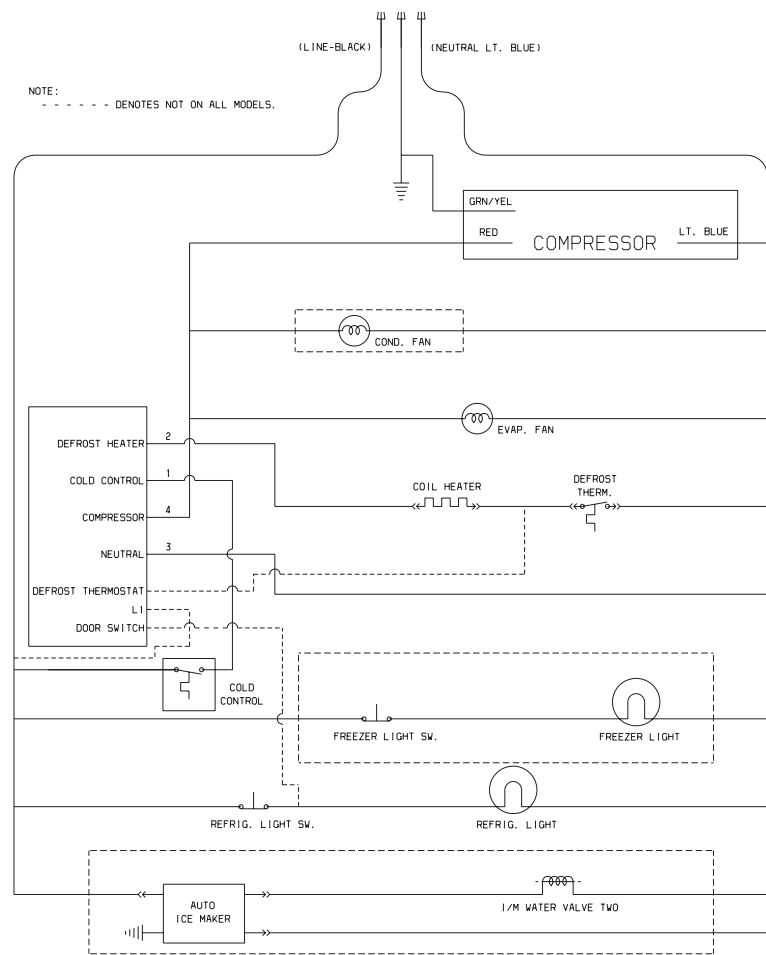 (LINE-BLACK)
(NEUTRAL LT. BLUE)
NOTE:
- - - - - - DENOTES NOT ON ALL MODELS.
GRN/YEL
RED
COMPRESSOR
LT. BLUE
COND. FAN
EVAP. FAN
DEFROST HEATER
2
COLD CONTROL
1
COMPRESSOR
4
NEUTRAL
3
DEFROST THERMOSTAT
L1
DOOR SWITCH
COIL HEATER
DEFROST
THERM.
COLD
CONTROL
FREEZER LIGHT SW.
FREEZER LIGHT
REFRIG. LIGHT SW.
REFRIG. LIGHT
AUTO
ICE MAKER
I/M WATER VALVE TWO